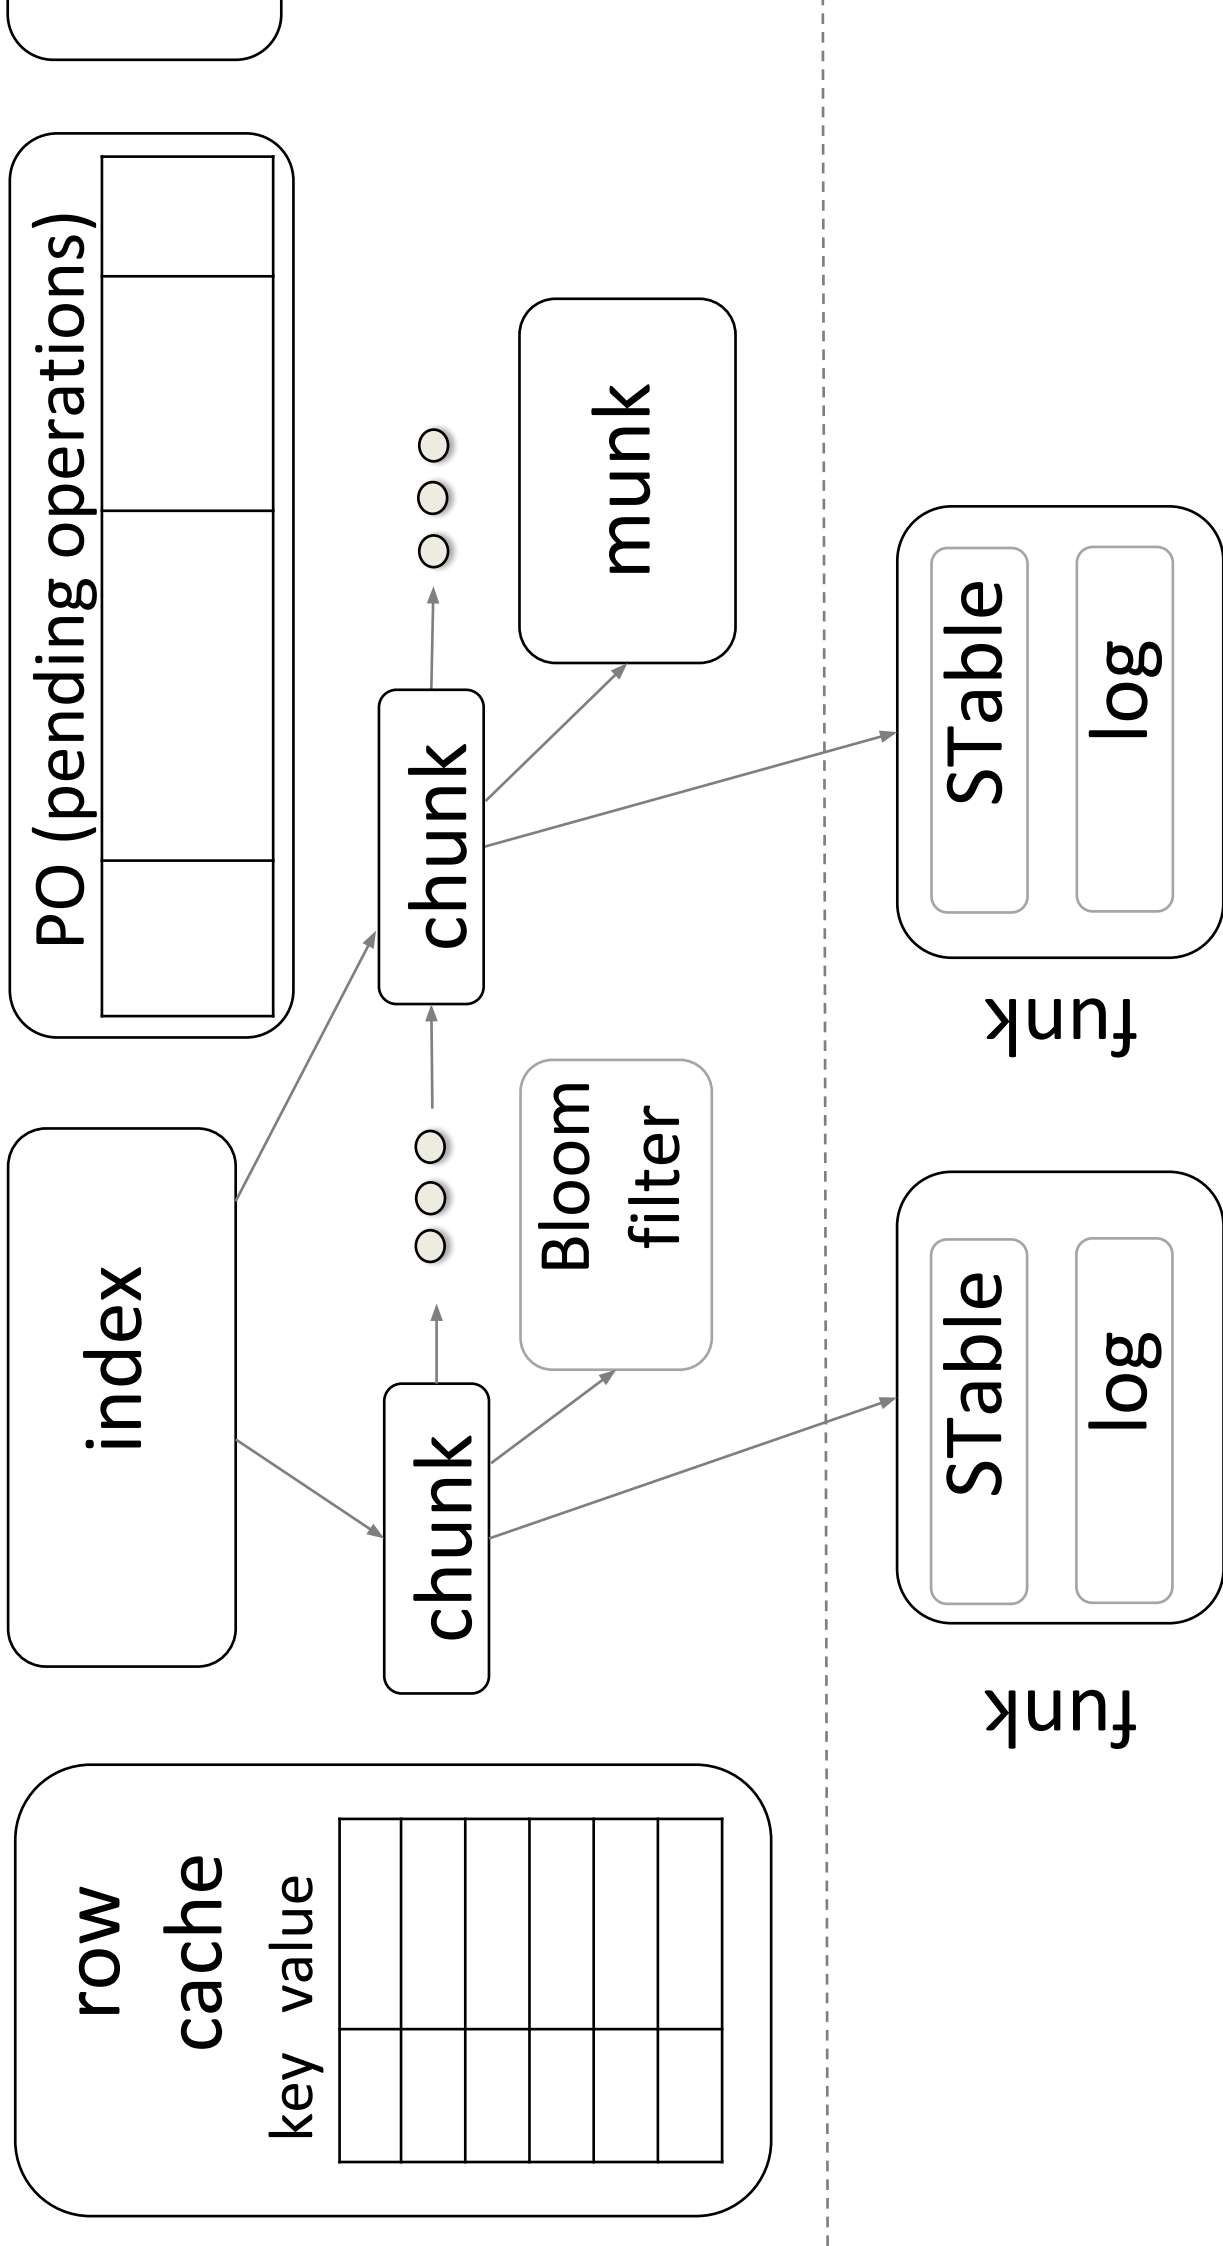 row
cache
key value
index
PO (pending operations)
chunk
chunk
Bloom
filter
munk
funk
STable
log
funk
STable
log